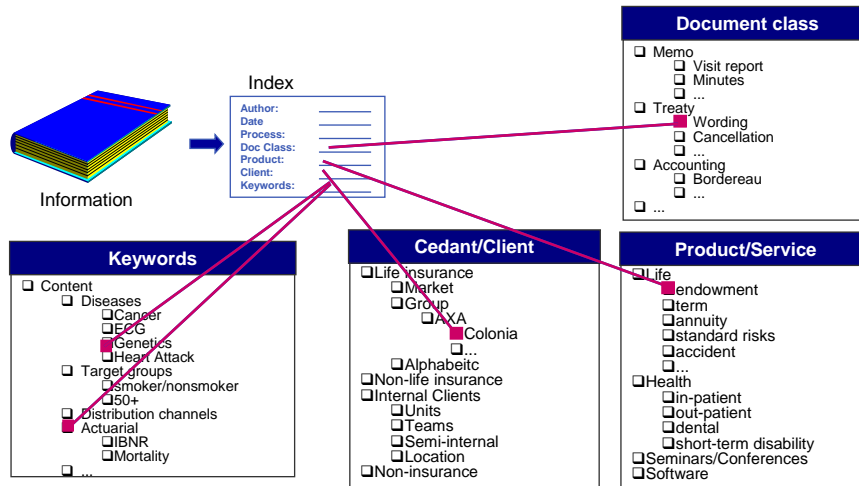 Information
Index
Author:
Date
Process:
Doc Class:
Product:
Client:
Keywords:
Document class
Memo
Visit report
Minutes
...
Treaty
Wording
Cancellation
...
Accounting
Bordereau
...
...
Keywords
Content
Diseases
Cancer
ECG
Genetics
Heart Attack
Target groups
smoker/nonsmoker
50+
Distribution channels
Actuarial
IBNR
Mortality
...
Cedant/Client
Life insurance
Market
Group
AXA
Colonia
...
Alphabeitc
Non-life insurance
Internal Clients
Units
Teams
Semi-internal
Location
Non-insurance
Product/Service
Life
endowment
term
annuity
standard risks
accident
...
Health
in-patient
out-patient
dental
short-term disability
Seminars/Conferences
Software